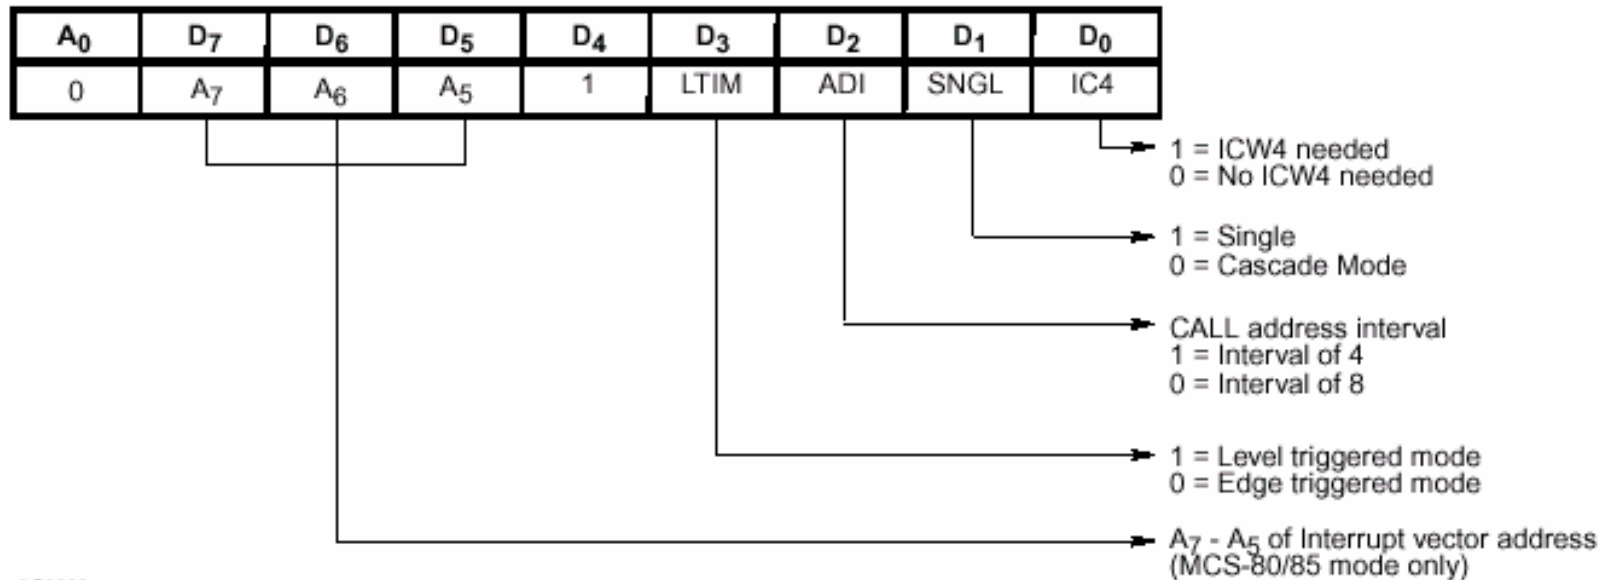 A0 D7 D6 D5 D4 D3 D2 D1 D0
0 A7 A6 A5 1 LTIM ADI SNGL IC4
1 = ICW4 needed
0 = No ICW4 needed
1 = Single
0 = Cascade Mode
CALL address interval
1 = Interval of 4
0 = Interval of 8
1 = Level triggered mode
0 = Edge triggered mode
A7 - A5 of Interrupt vector address
(MCS-80/85 mode only)